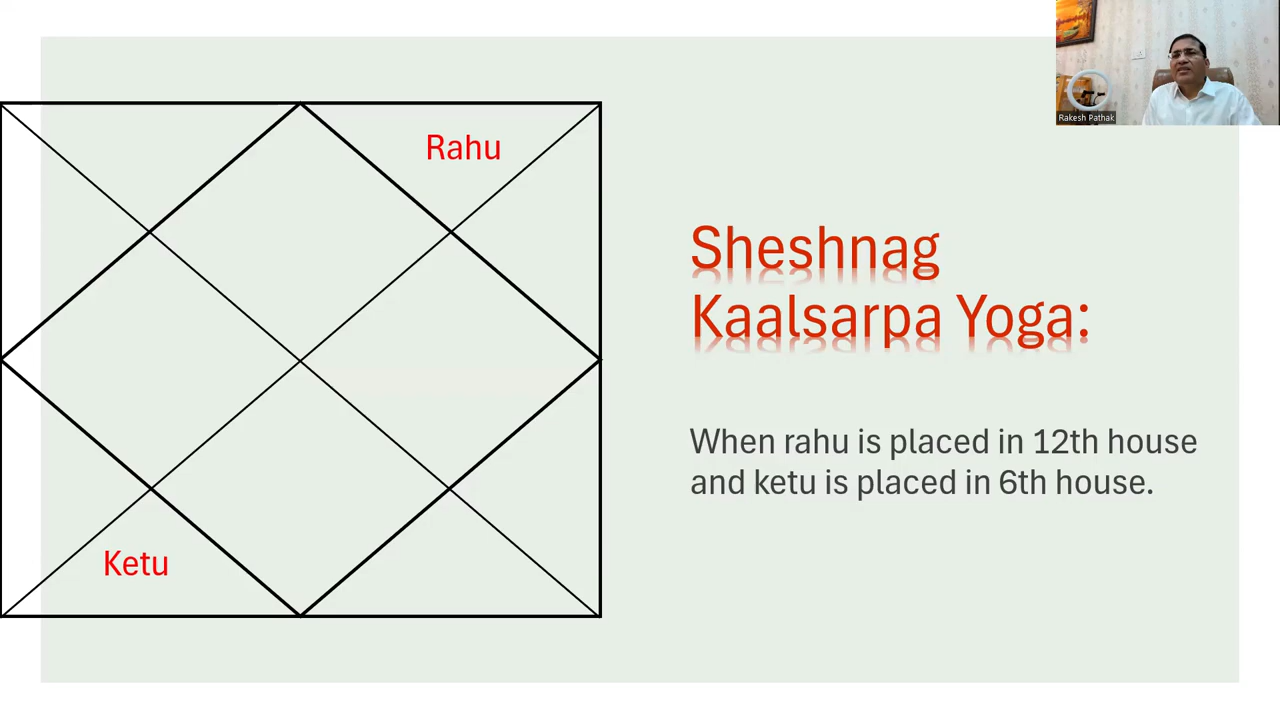 Rahu
Rakesh Pathak
Sheshnag
Kaalsarpa Yoga:
When rahu is placed in 12th house
and ketu is placed in 6th house.
Ketu